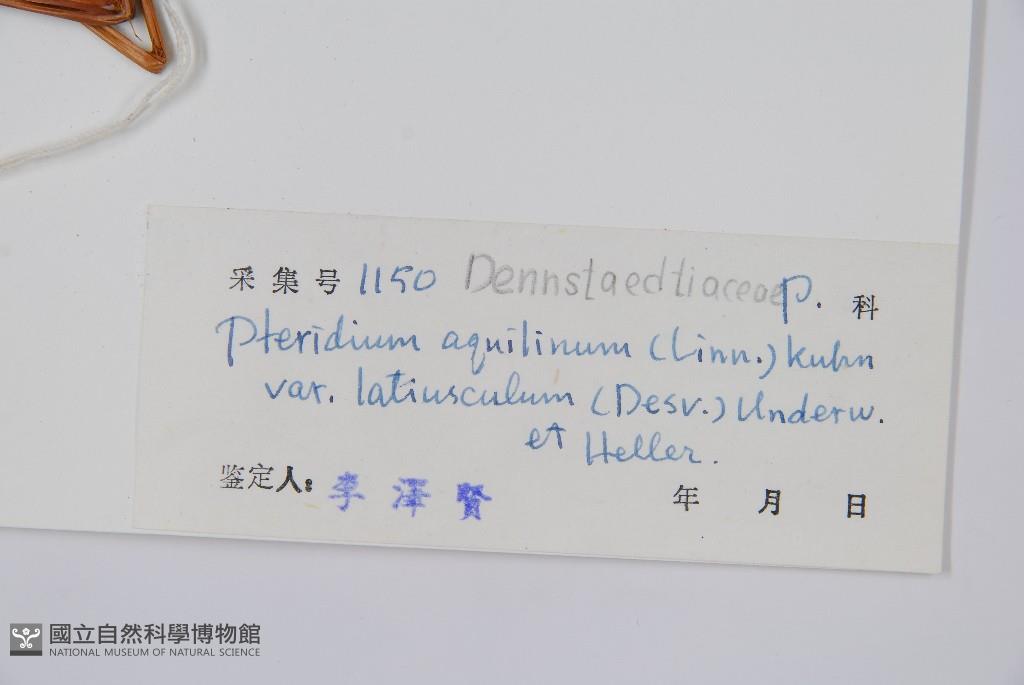 采集号 1150 Dennstaedtiaceae P. 科
Pteridium aquilinum (Linn.) Kuhn
var. latiusculum (Desv.) Underw.
et Heller.
鉴定人: 李澤賢 年 月 日
國立自然科學博物館
NATIONAL MUSEUM OF NATURAL SCIENCE